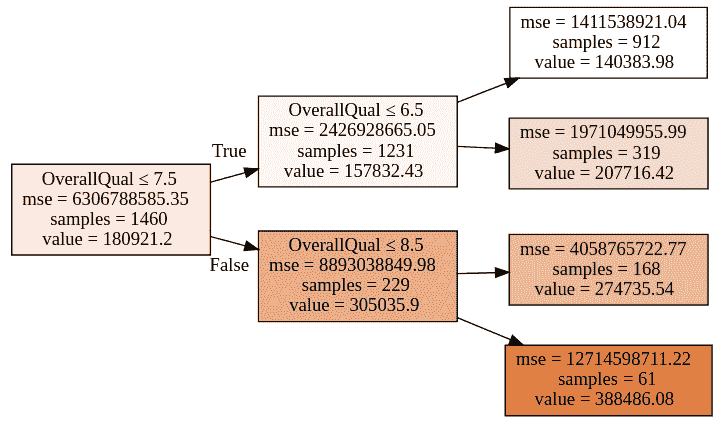 OverallQual ≤ 7.5
mse = 6306788585.35
samples = 1460
value = 180921.2
True
False
OverallQual ≤ 6.5
mse = 2426928665.05
samples = 1231
value = 157832.43
OverallQual ≤ 8.5
mse = 8893038849.98
samples = 229
value = 305035.9
mse = 1411538921.04
samples = 912
value = 140383.98
mse = 1971049955.99
samples = 319
value = 207716.42
mse = 4058765722.77
samples = 168
value = 274735.54
mse = 12714598711.22
samples = 61
value = 388486.08